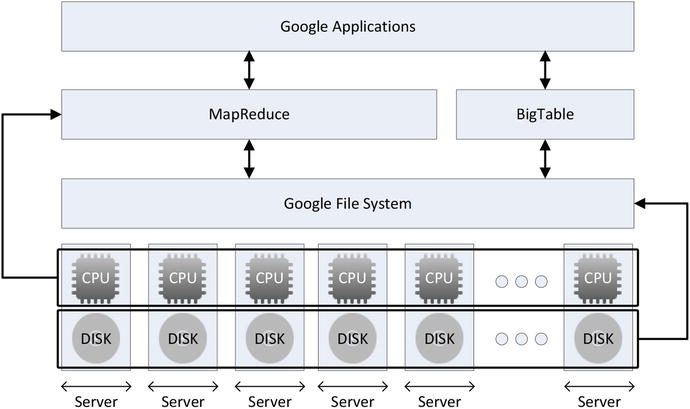 Google Applications
MapReduce BigTable
Google File System
CPU CPU CPU CPU CPU CPU
DISK DISK DISK DISK DISK DISK
Server Server Server Server Server Server